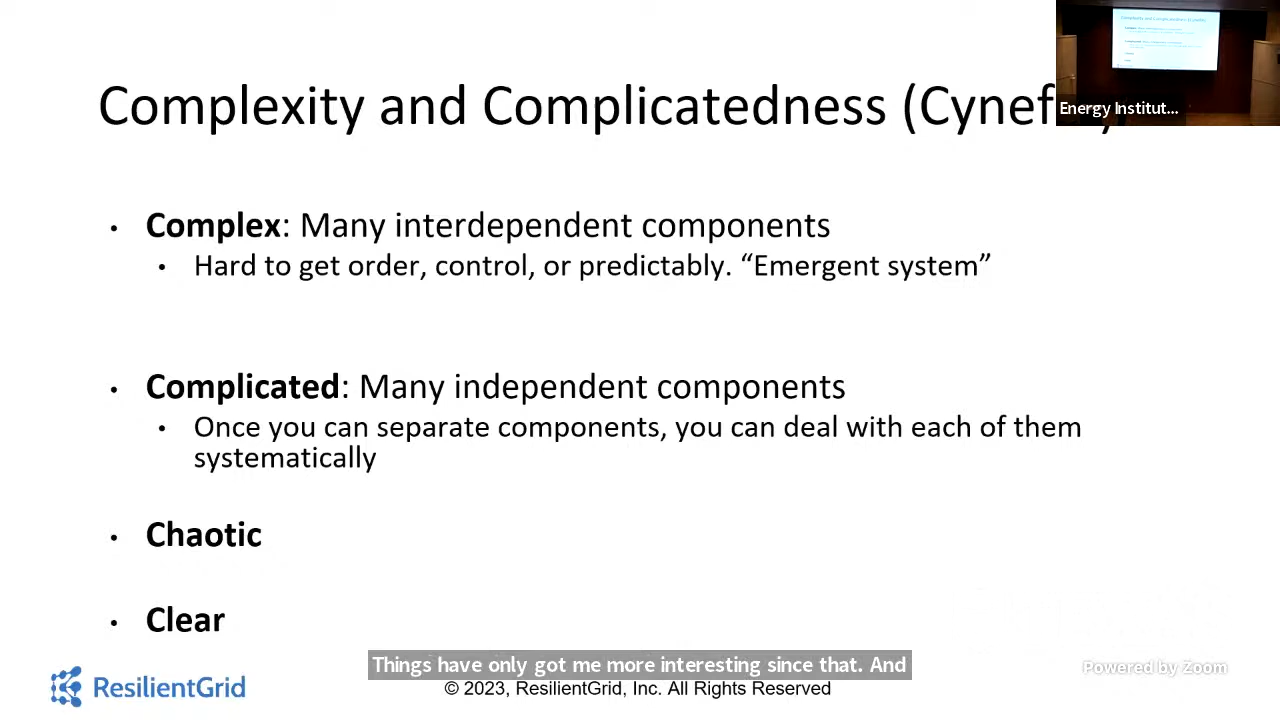 Complexity and Complicatedness (Cynef
Energy Institut...
• Complex: Many interdependent components
• Hard to get order, control, or predictably. “Emergent system”
• Complicated: Many independent components
• Once you can separate components, you can deal with each of them
systematically
• Chaotic
• Clear
Things have only got me more interesting since that. And
ResilientGrid
© 2023, ResilientGrid, Inc. All Rights Reserved
Powered by Zoom